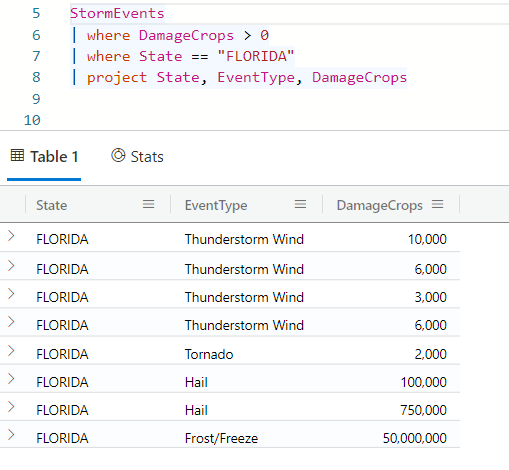 5 StormEvents
6 | where DamageCrops > 0
7 | where State == "FLORIDA"
8 | project State, EventType, DamageCrops
9
10
Table 1 Stats
State EventType DamageCrops
FLORIDA Thunderstorm Wind 10,000
FLORIDA Thunderstorm Wind 6,000
FLORIDA Thunderstorm Wind 3,000
FLORIDA Thunderstorm Wind 6,000
FLORIDA Tornado 2,000
FLORIDA Hail 100,000
FLORIDA Hail 750,000
FLORIDA Frost/Freeze 50,000,000